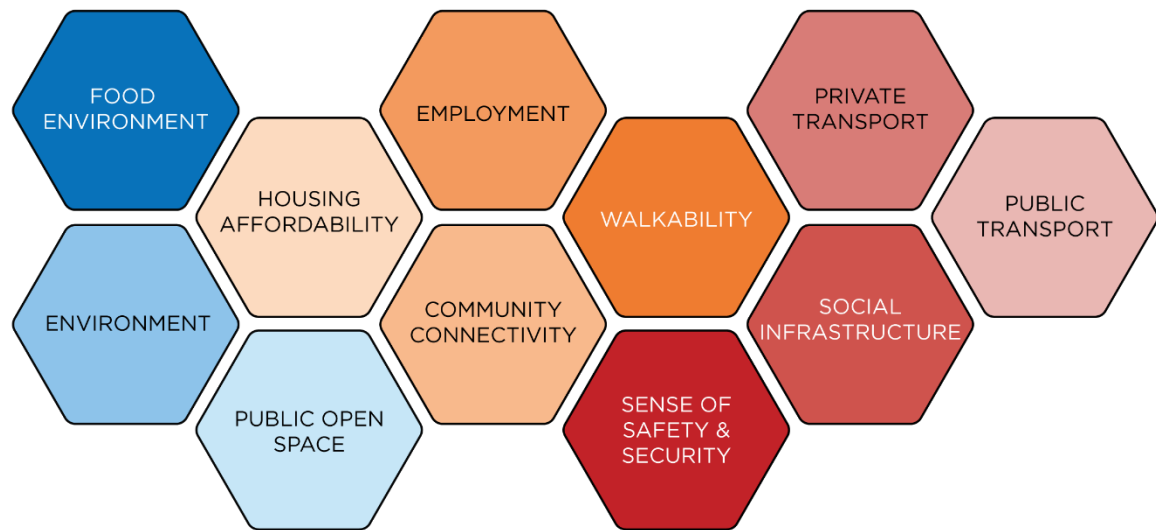 FOOD
ENVIRONMENT
EMPLOYMENT
PRIVATE
TRANSPORT
HOUSING
AFFORDABILITY
WALKABILITY
PUBLIC
TRANSPORT
ENVIRONMENT
COMMUNITY
CONNECTIVITY
SOCIAL
INFRASTRUCTURE
PUBLIC OPEN
SPACE
SENSE OF
SAFETY &
SECURITY